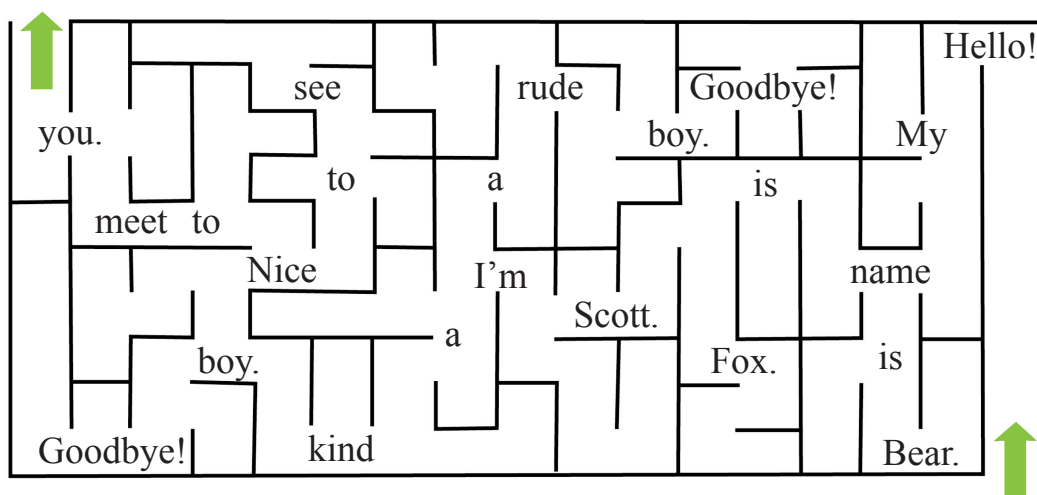 Hello!
see rude Goodbye!
you. boy. My
to a is
meet to
Nice I'm name
Scott.
a
boy. Fox. is
Goodbye! kind Bear.